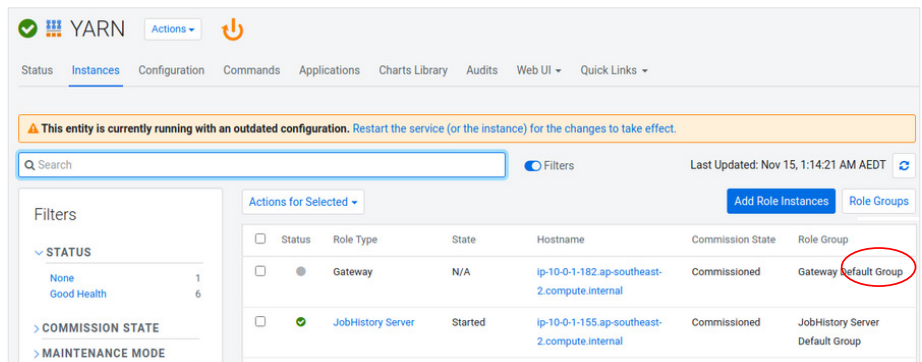 YARN Actions
Status Instances Configuration Commands Applications Charts Library Audits Web UI Quick Links
This entity is currently running with an outdated configuration. Restart the service (or the instance) for the changes to take effect.
Search Filters Last Updated: Nov 15, 1:14:21 AM AEDT
Filters
STATUS
None 1
Good Health 6
COMMISSION STATE
MAINTENANCE MODE
Actions for Selected Add Role Instances Role Groups
Status Role Type State Hostname Commission State Role Group
Gateway N/A ip-10-0-1-182.ap-southeast- Commissioned Gateway Default Group
2.compute.internal
JobHistory Server Started ip-10-0-1-155.ap-southeast- Commissioned JobHistory Server
2.compute.internal Default Group